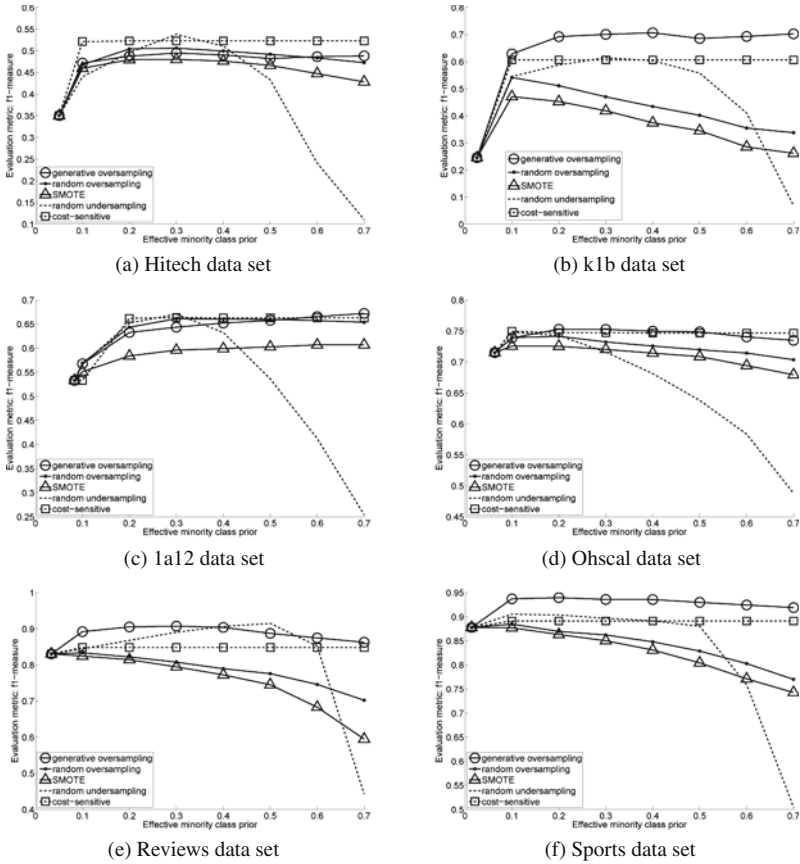 Evaluation metric: f1−measure
0.55
0.5
0.45
0.4
0.35
0.3
0.25
0.2
0.15
0.1
generative oversampling
random oversampling
SMOTE
random undersampling
cost−sensitive
0 0.1 0.2 0.3 0.4 0.5 0.6 0.7
Effective minority class prior
(a) Hitech data set
Evaluation metric: f1−measure
0.8
0.7
0.6
0.5
0.4
0.3
0.2
0.1
0
generative oversampling
random oversampling
SMOTE
random undersampling
cost−sensitive
0 0.1 0.2 0.3 0.4 0.5 0.6 0.7
Effective minority class prior
(b) k1b data set
Evaluation metric: f1−measure
0.7
0.65
0.6
0.55
0.5
0.45
0.4
0.35
0.3
0.25
generative oversampling
random oversampling
SMOTE
random undersampling
cost−sensitive
0 0.1 0.2 0.3 0.4 0.5 0.6 0.7
Effective minority class prior
(c) 1a12 data set
Evaluation metric: f1−measure
0.8
0.75
0.7
0.65
0.6
0.55
0.5
0.45
generative oversampling
random oversampling
SMOTE
random undersampling
cost−sensitive
0 0.1 0.2 0.3 0.4 0.5 0.6 0.7
Effective minority class prior
(d) Ohscal data set
Evaluation metric: f1−measure
1
0.9
0.8
0.7
0.6
0.5
0.4
generative oversampling
random oversampling
SMOTE
random undersampling
cost−sensitive
0 0.1 0.2 0.3 0.4 0.5 0.6 0.7
Effective minority class prior
(e) Reviews data set
Evaluation metric: f1−measure
0.95
0.9
0.85
0.8
0.75
0.7
0.65
0.6
0.55
0.5
generative oversampling
random oversampling
SMOTE
random undersampling
cost−sensitive
0 0.1 0.2 0.3 0.4 0.5 0.6 0.7
Effective minority class prior
(f) Sports data set